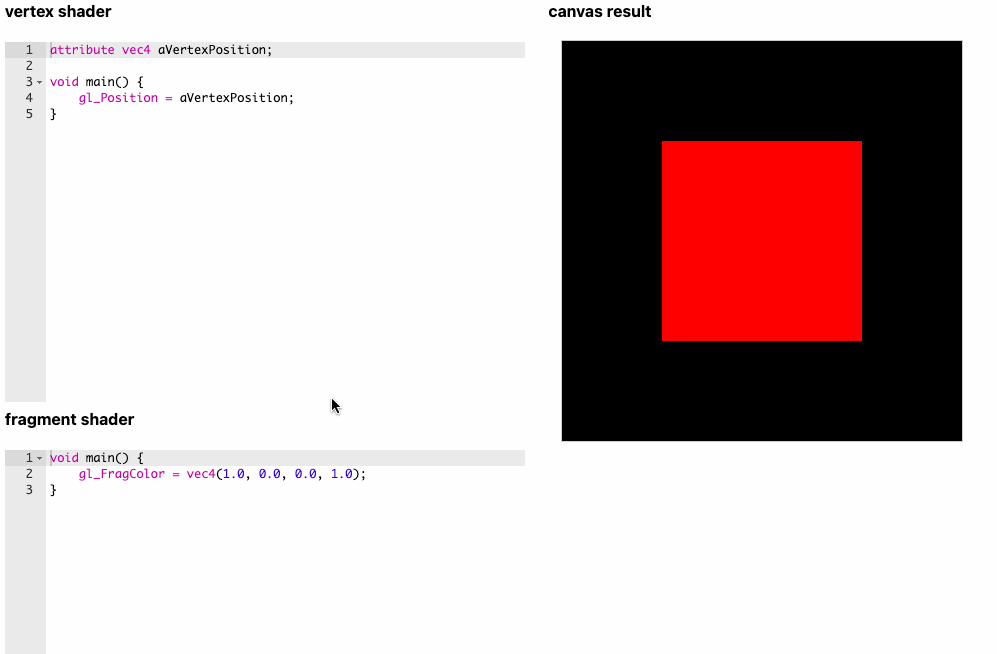 vertex shader
1 attribute vec4 aVertexPosition;
2
3 void main() {
4     gl_Position = aVertexPosition;
5 }
fragment shader
1 void main() {
2     gl_FragColor = vec4(1.0, 0.0, 0.0, 1.0);
3 }
canvas result